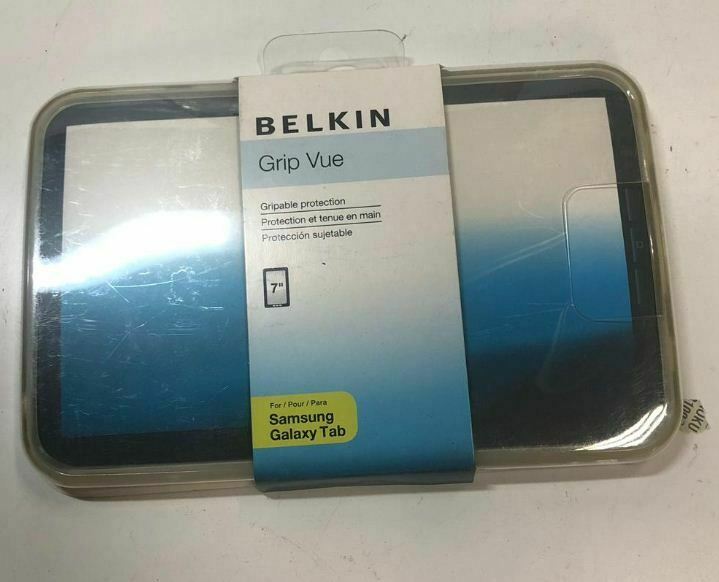 BELKIN
Grip Vue
Gripable protection
Protection et tenue en main
Protección sujetable
7"
For / Pour / Para
Samsung
Galaxy Tab